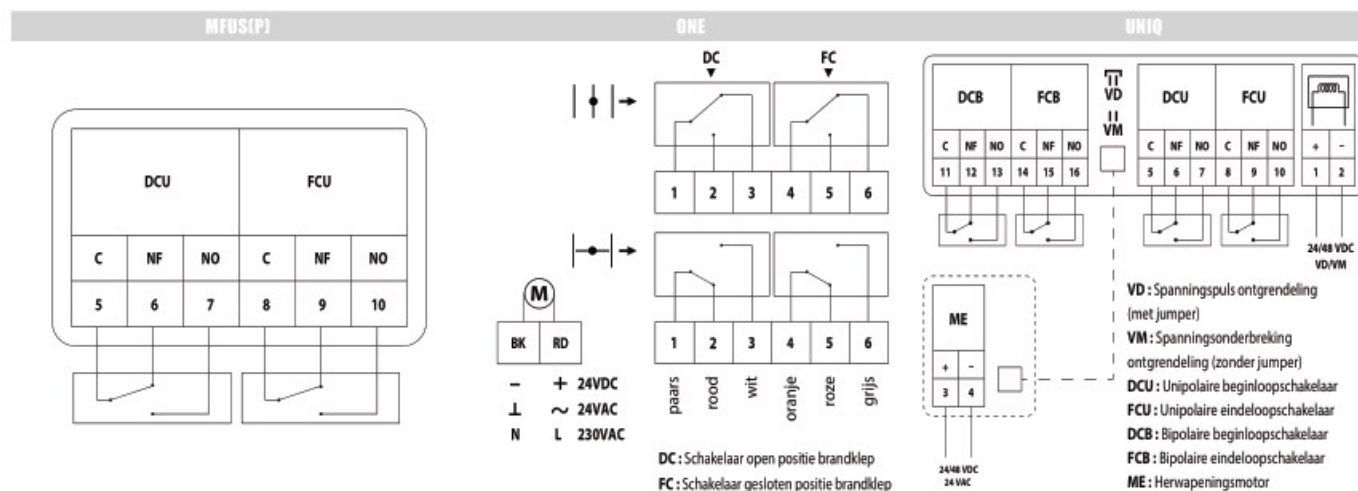 MFUS(P)
ONE
UNIQ
DCU FCU
C NF NO C NF NO
5 6 7 8 9 10
DC FC
1 2 3 4 5 6
M
BK RD
– + 24VDC
⊥ ~ 24VAC
N L 230VAC
1 2 3 4 5 6
paars rood wit oranje roze grijs
DC : Schakelaar open positie brandklep
FC : Schakelaar gesloten positie brandklep
DCB FCB VD VM DCU FCU
C NF NO C NF NO C NF NO C NF NO + -
11 12 13 14 15 16 5 6 7 8 9 10 1 2
24/48 VDC
VD/VM
ME
+ -
3 4
24/48 VDC
24 VAC
VD : Spanningspuls ontgrendeling
(met jumper)
VM : Spanningsonderbreking
ontgrendeling (zonder jumper)
DCU : Unipolaire beginloopschakelaar
FCU : Unipolaire eindeloopschakelaar
DCB : Bipolaire beginloopschakelaar
FCB : Bipolaire eindeloopschakelaar
ME : Herwapeningsmotor